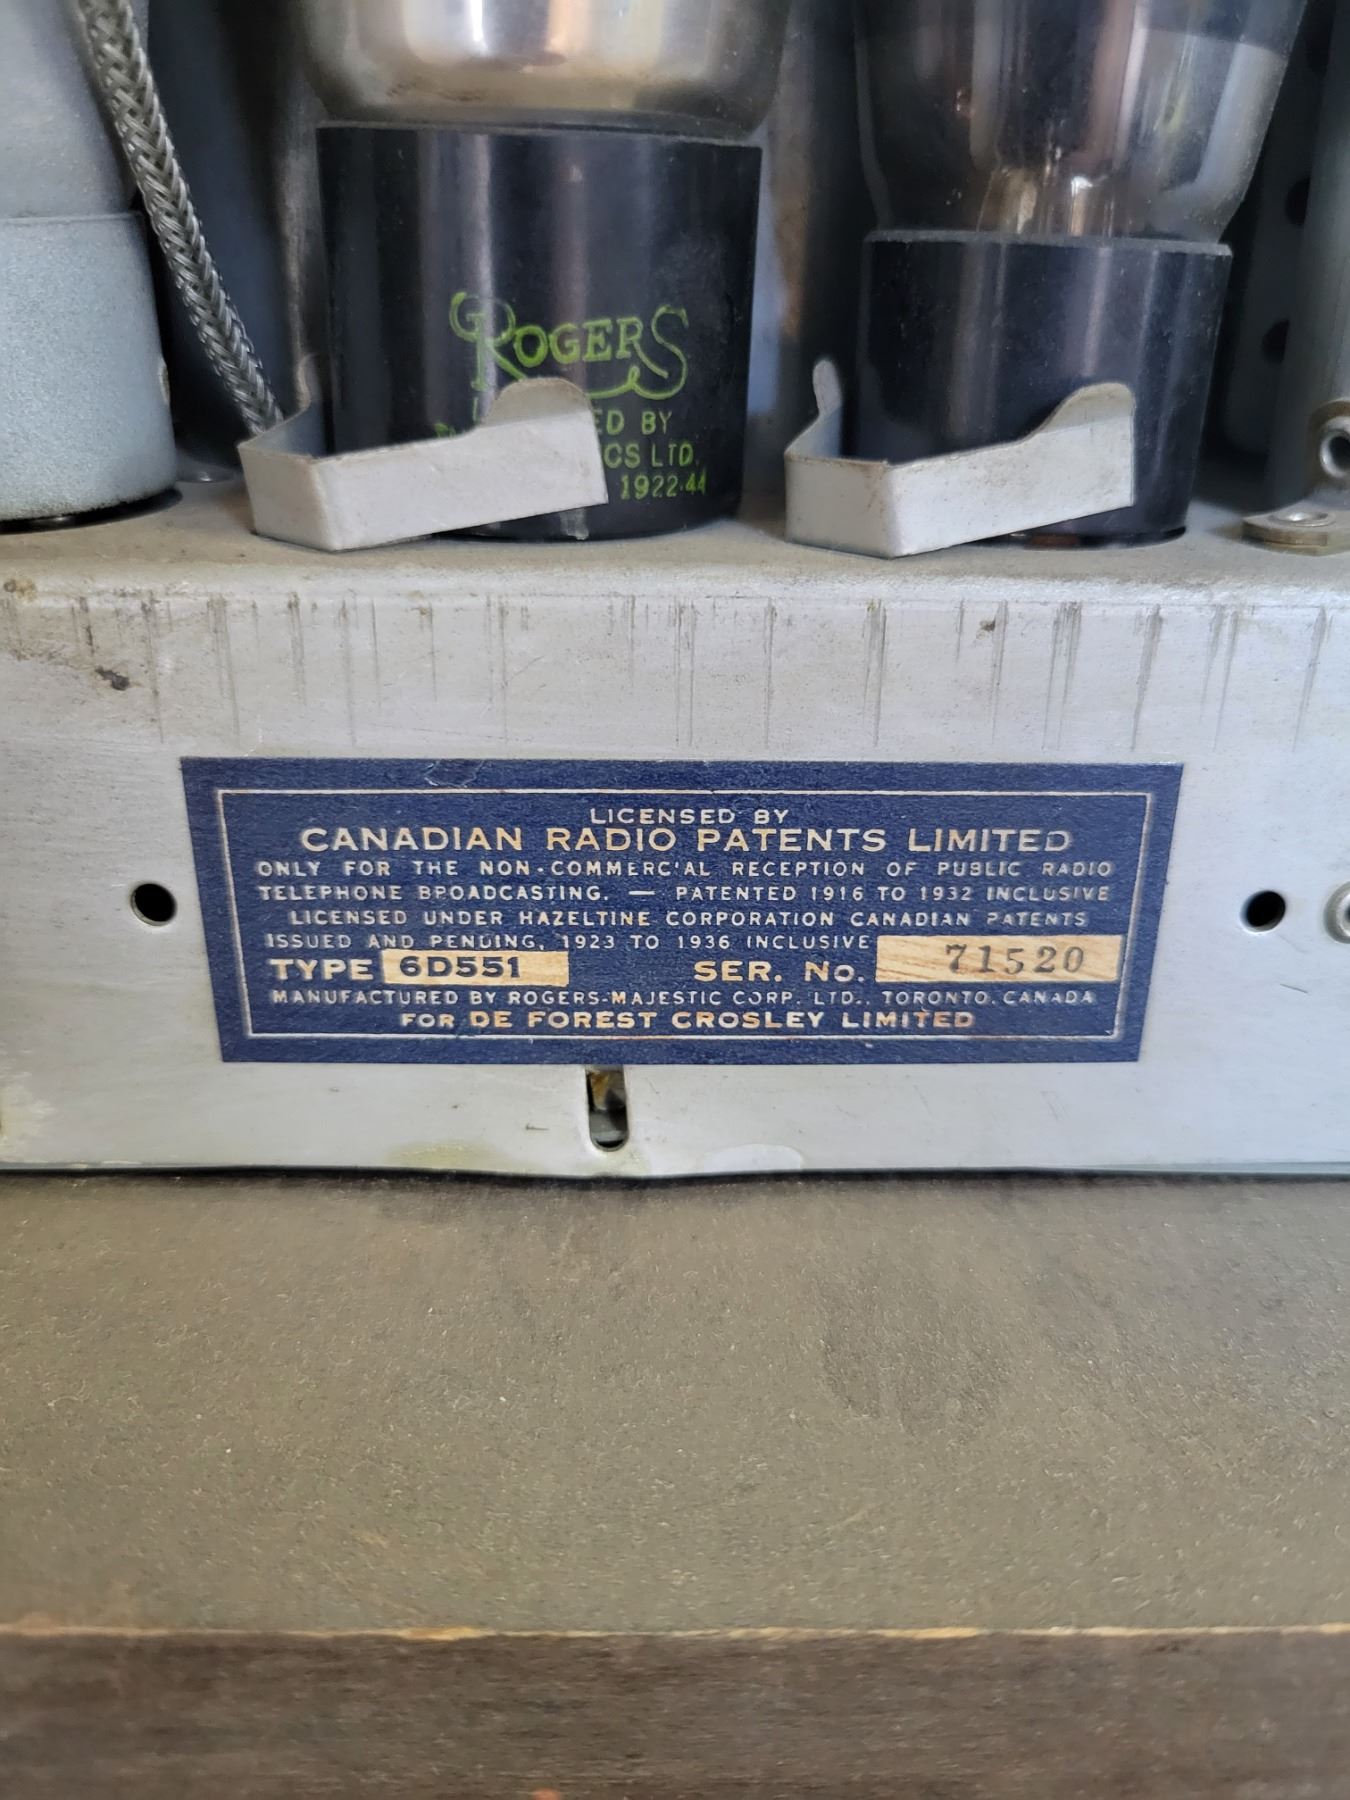 ROGERS
ED BY
CS LTD.
1922-44
LICENSED BY
CANADIAN RADIO PATENTS LIMITED
ONLY FOR THE NON-COMMERCIAL RECEPTION OF PUBLIC RADIO
TELEPHONE BROADCASTING. — PATENTED 1916 TO 1932 INCLUSIVE
LICENSED UNDER HAZELTINE CORPORATION CANADIAN PATENTS
ISSUED AND PENDING, 1923 TO 1936 INCLUSIVE
TYPE 6D551 SER. NO. 71520
MANUFACTURED BY ROGERS-MAJESTIC CORP. LTD., TORONTO, CANADA
FOR DE FOREST CROSLEY LIMITED